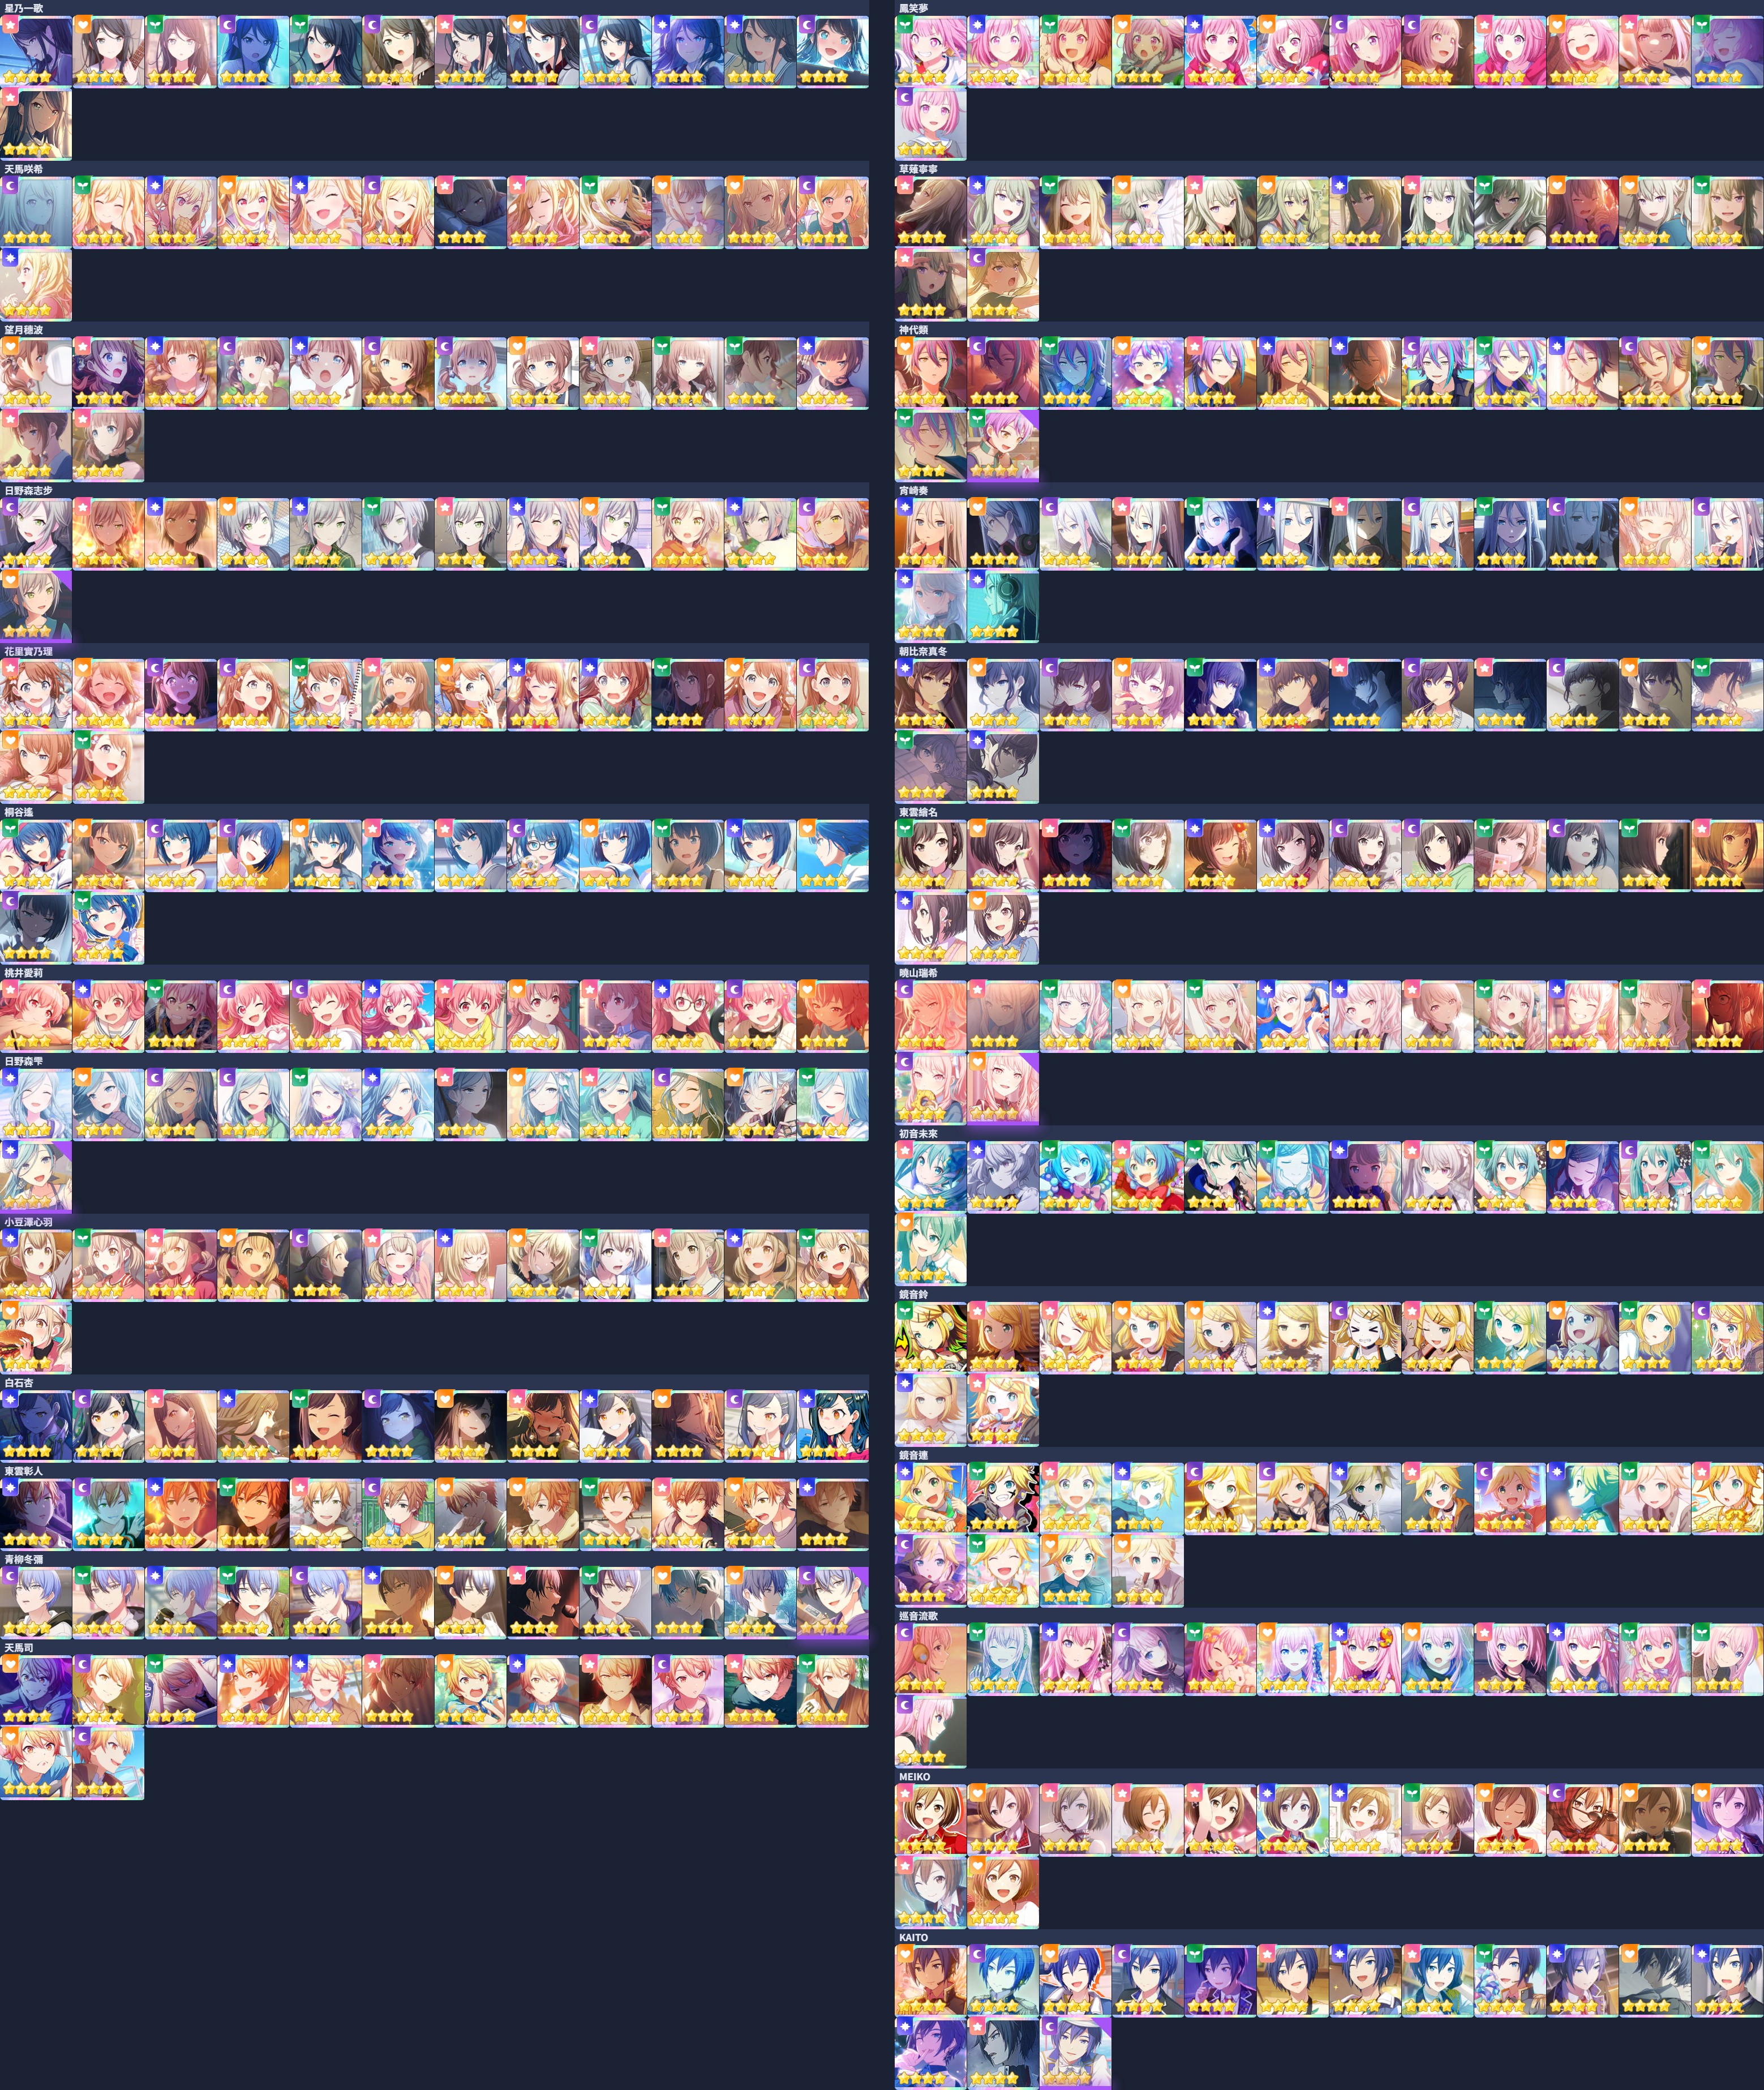 星乃一歌
天馬咲希
望月穗波
日野森志步
花里實乃理
桐谷遙
桃井愛莉
日野森雫
小豆澤心羽
白石杏
東雲彰人
青柳冬彌
天馬司
鳳笑夢
草薙寧寧
神代類
宵崎奏
朝比奈真冬
東雲繪名
曉山瑞希
初音未來
鏡音鈴
鏡音連
巡音流歌
MEIKO
KAITO